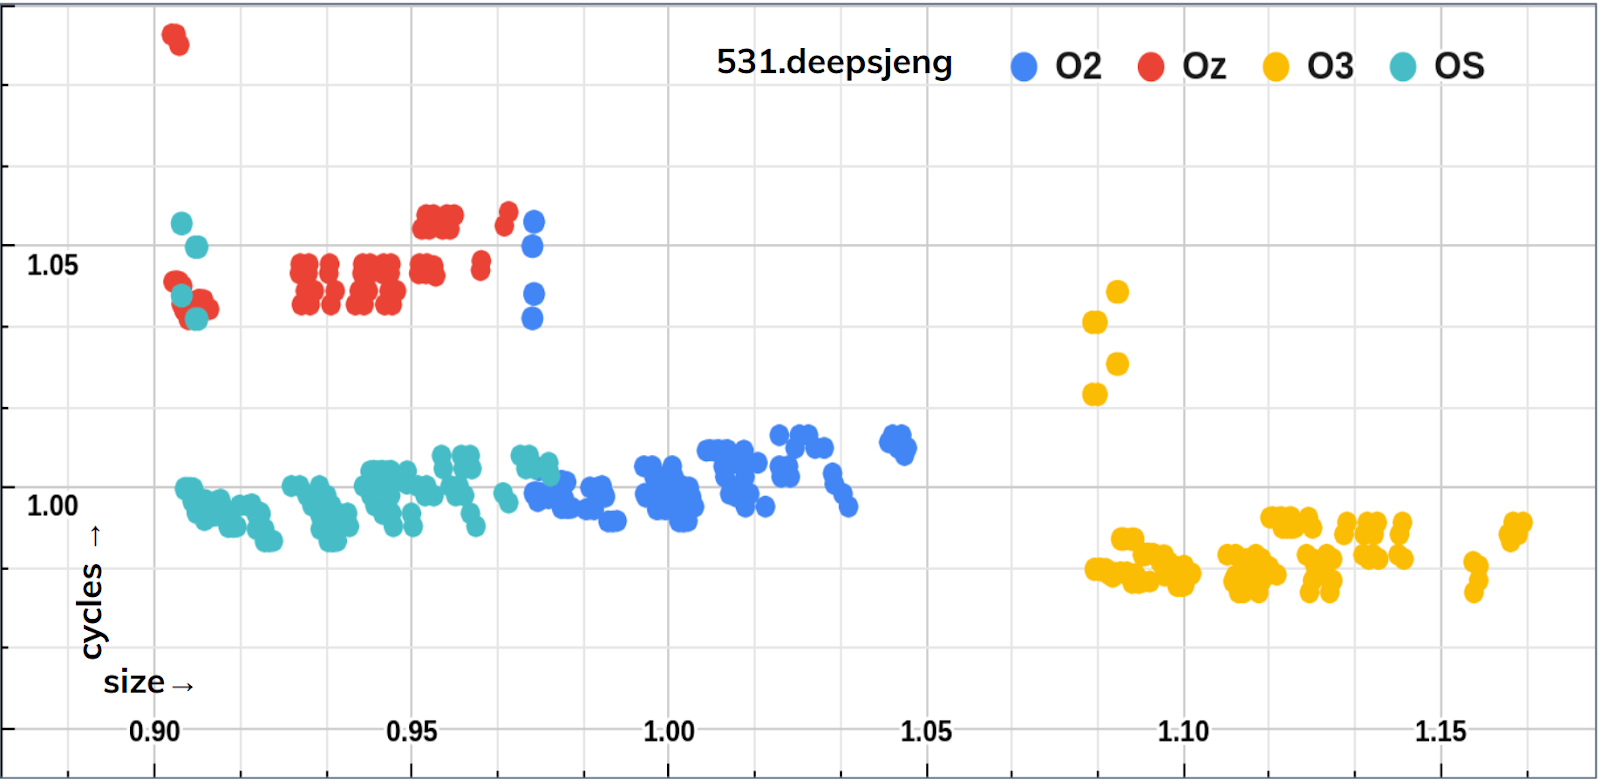 531.deepsjeng O2 Oz O3 OS
1.05
1.00
cycles →
size→
0.90 0.95 1.00 1.05 1.10 1.15